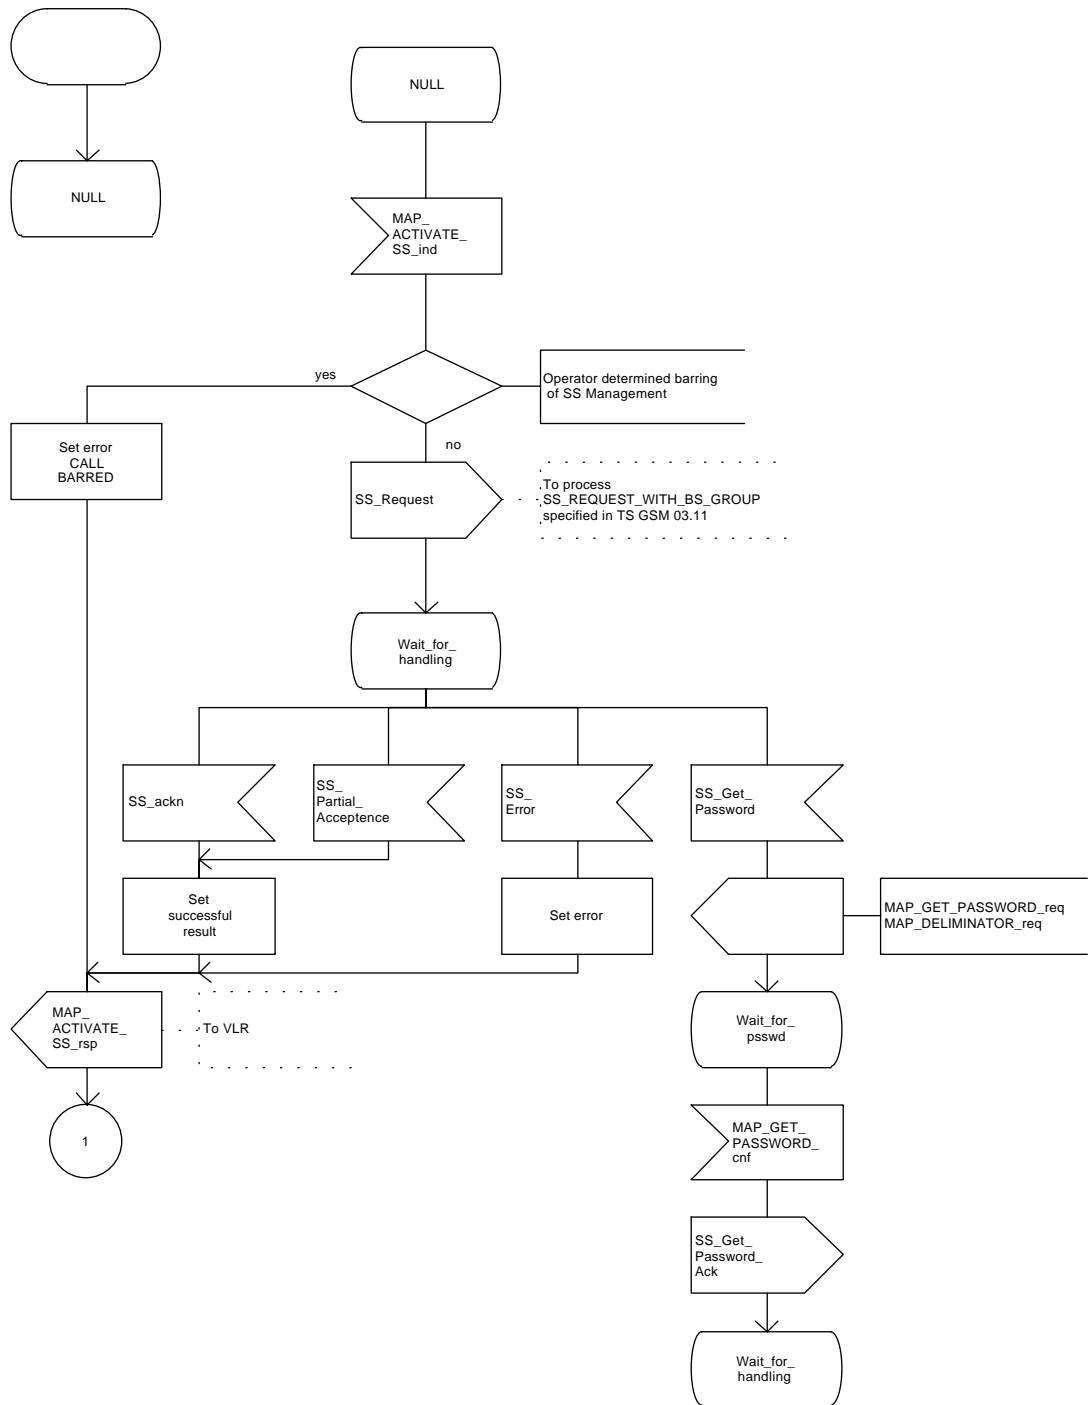 NULL
NULL
MAP_
ACTIVATE_
SS_ind
yes
Operator determined barring
of SS Management
Set error
CALL
BARRED
no
SS_Request
To process
SS_REQUEST_WITH_BS_GROUP
specified in TS GSM 03.11
Wait_for_
handling
SS_ackn
SS_
Partial_
Acceptence
SS_
Error
SS_Get_
Password
Set
successful
result
Set error
MAP_GET_PASSWORD_req
MAP_DELIMINATOR_req
MAP_
ACTIVATE_
SS_rsp
To VLR
Wait_for_
psswd
1
MAP_GET_
PASSWORD_
cnf
SS_Get_
Password_
Ack
Wait_for_
handling